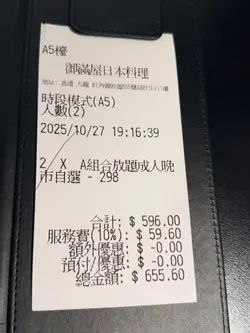 A5檯
御滿屋日本料理
時段模式(A5)
人數(2)
2025/10/27 19:16:39
2 X A組合放題成人晚
市自選 - 298
合計: $ 596.00
服務費(10%): $ 59.60
額外優惠: $ -0.00
預付/優惠: $ -0.00
總金額: $ 655.60